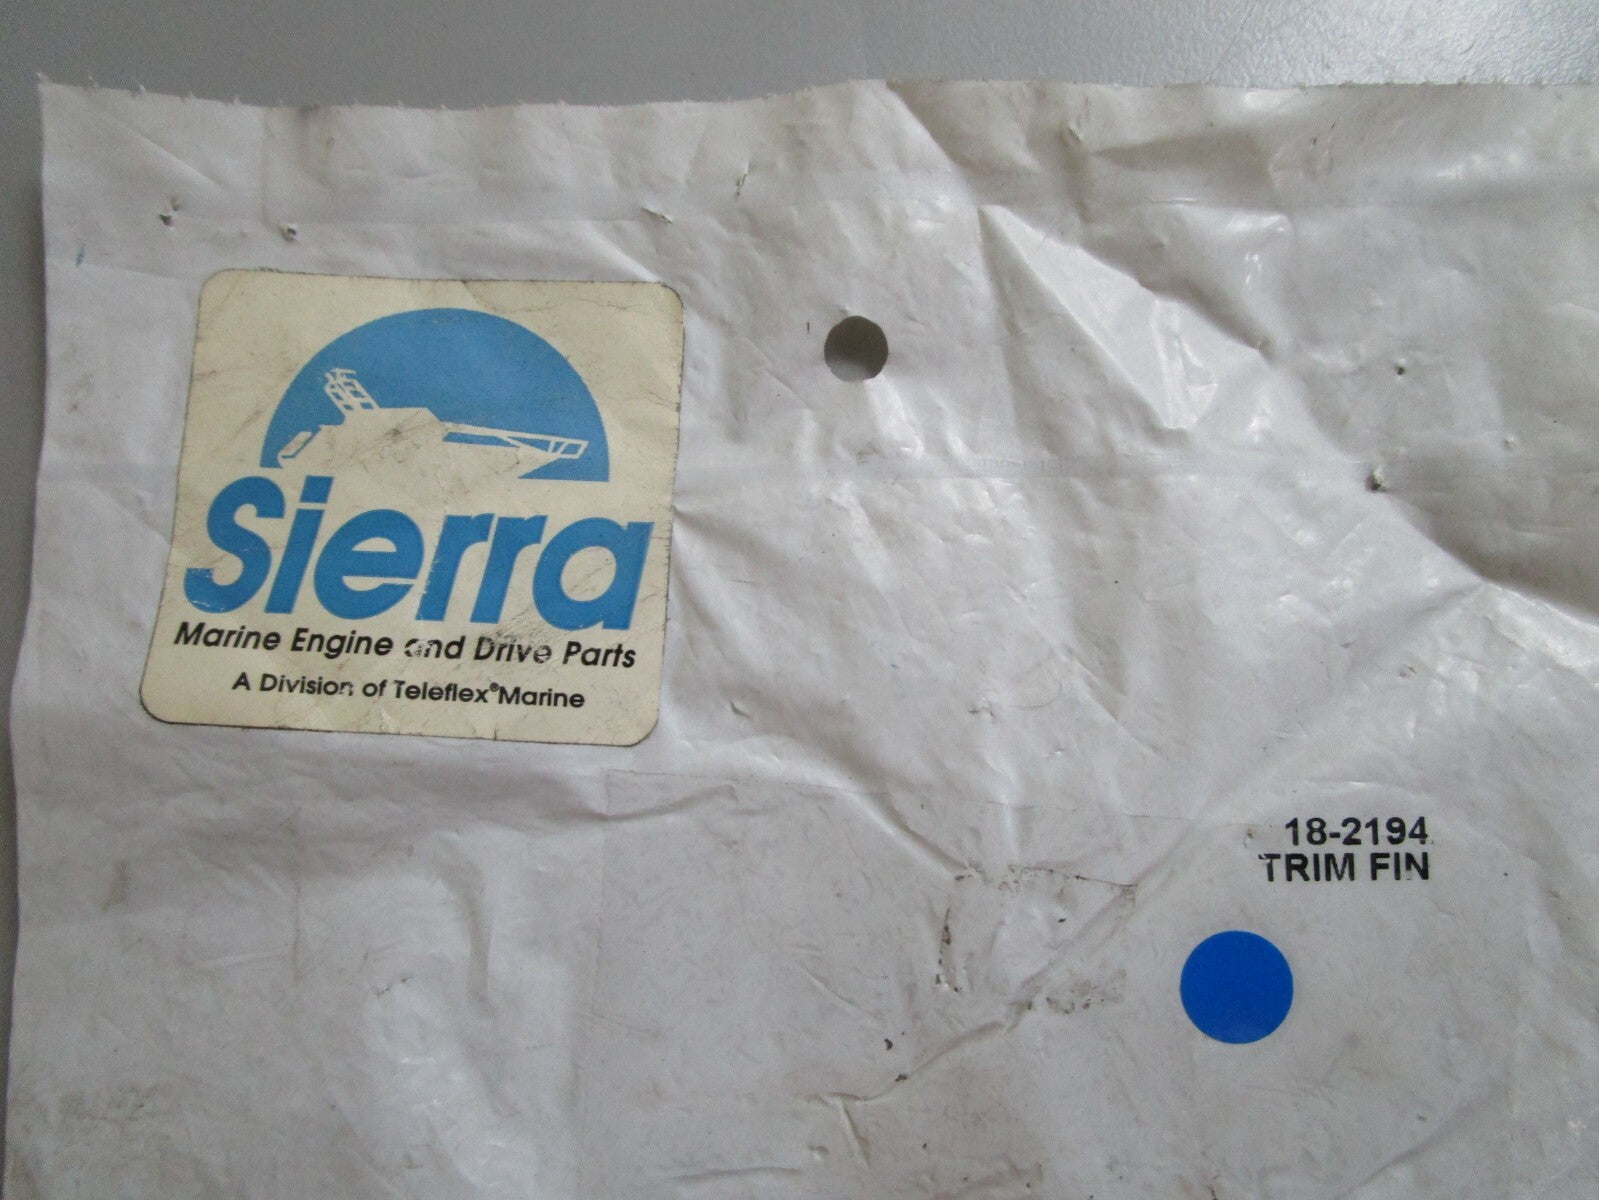 Sierra
Marine Engine and Drive Parts
A Division of Teleflex® Marine
18-2194
TRIM FIN